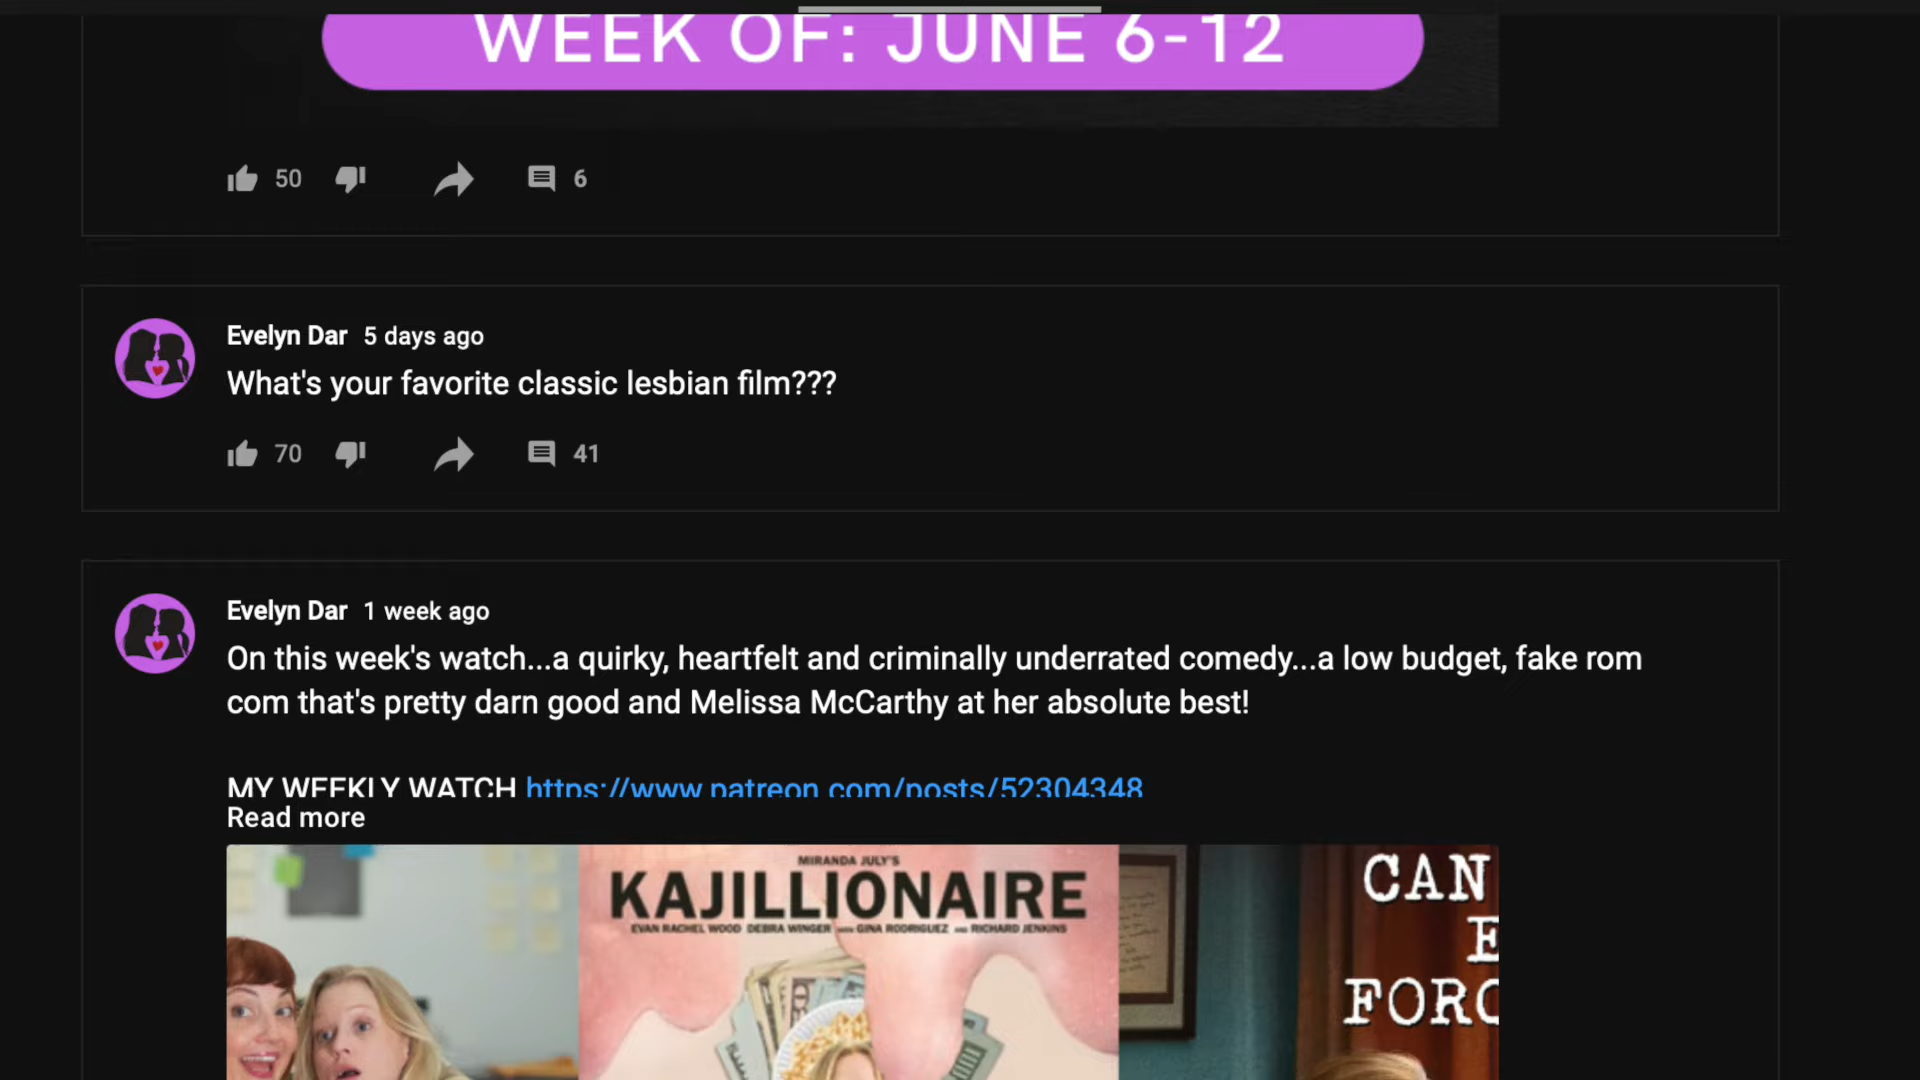 WEEK OF: JUNE 6-12
50
6
Evelyn Dar 5 days ago
What's your favorite classic lesbian film???
70
41
Evelyn Dar 1 week ago
On this week's watch...a quirky, heartfelt and criminally underrated comedy...a low budget, fake rom
com that's pretty darn good and Melissa McCarthy at her absolute best!
MY WEEKLY WATCH https://www.patreon.com/posts/52304348
Read more
MIRANDA JULY'S
KAJILLIONAIRE
EVAN RACHEL WOOD DEBRA WINGER WITH GINA RODRIGUEZ AND RICHARD JENKINS
CAN
E
FORG